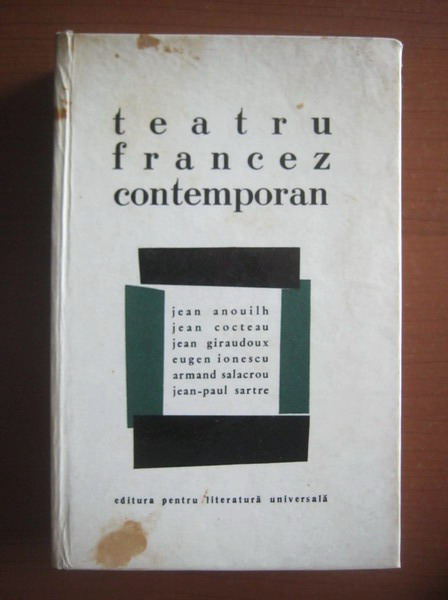 teatru
francez
contemporan
jean anouilh
jean cocteau
jean giraudoux
eugen ionescu
armand salacrou
jean-paul sartre
editura pentru literatură universală